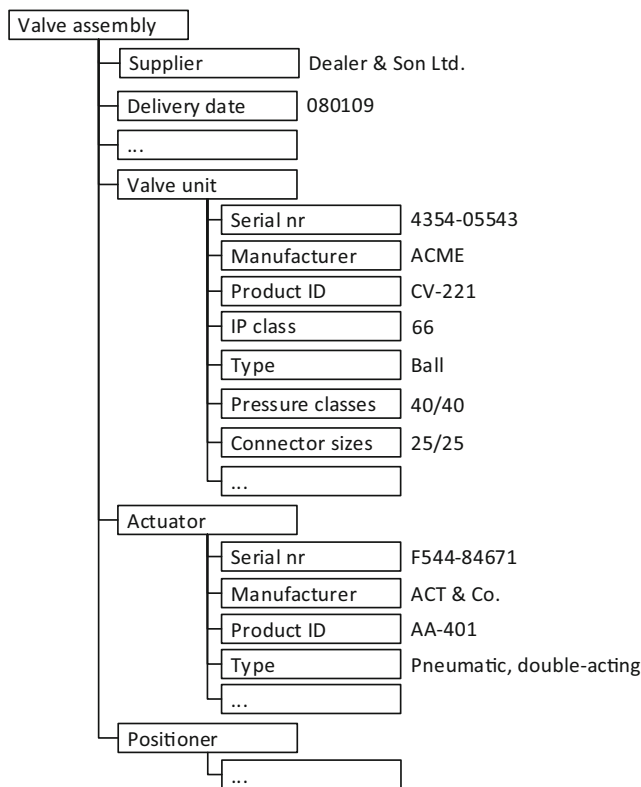 Valve assembly
Supplier Dealer & Son Ltd.
Delivery date 080109
...
Valve unit
Serial nr 4354-05543
Manufacturer ACME
Product ID CV-221
IP class 66
Type Ball
Pressure classes 40/40
Connector sizes 25/25
...
Actuator
Serial nr F544-84671
Manufacturer ACT & Co.
Product ID AA-401
Type Pneumatic, double-acting
...
Positioner
...